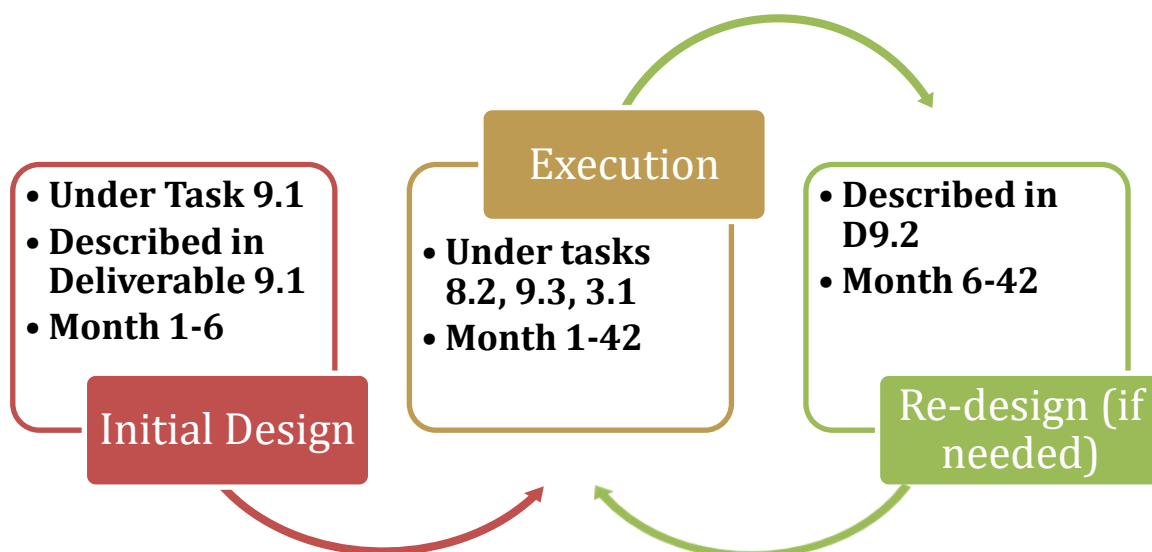 • Under Task 9.1
• Described in
Deliverable 9.1
• Month 1-6
Initial Design
Execution
• Under tasks
8.2, 9.3, 3.1
• Month 1-42
• Described in
D9.2
• Month 6-42
Re-design (if
needed)